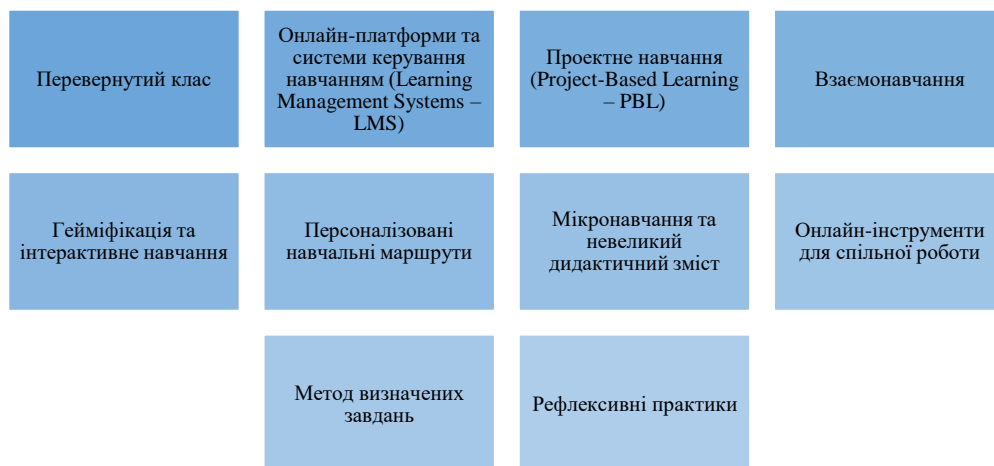 Перевернутий клас
Онлайн-платформи та
системи керування
навчанням (Learning
Management Systems –
LMS)
Проектне навчання
(Project-Based Learning
– PBL)
Взаємонавчання
Гейміфікація та
інтерактивне навчання
Персоналізовані
навчальні маршрути
Мікронавчання та
невеликий
дидактичний зміст
Онлайн-інструменти
для спільної роботи
Метод визначених
завдань
Рефлексивні практики